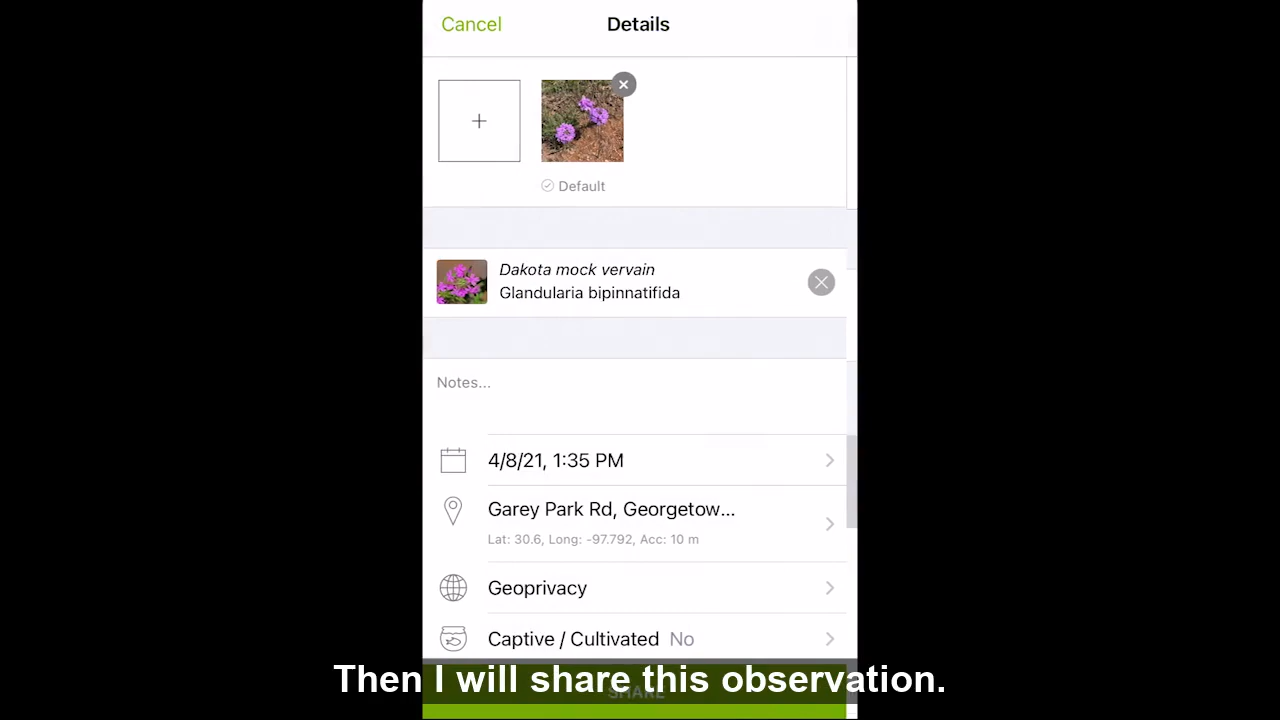 Cancel
Details
Default
Dakota mock vervain
Glandularia bipinnatifida
Notes...
4/8/21, 1:35 PM
Garey Park Rd, Georgetow...
Lat: 30.6, Long: -97.792, Acc: 10 m
Geoprivacy
Captive / Cultivated No
SHARE
Then I will share this observation.